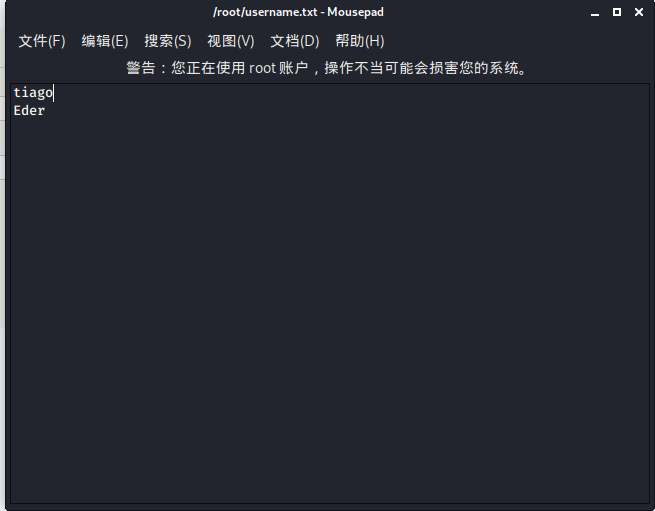 /root/username.txt - Mousepad
文件(F) 编辑(E) 搜索(S) 视图(V) 文档(D) 帮助(H)
警告：您正在使用 root 账户，操作不当可能会损害您的系统。
tiago
Eder